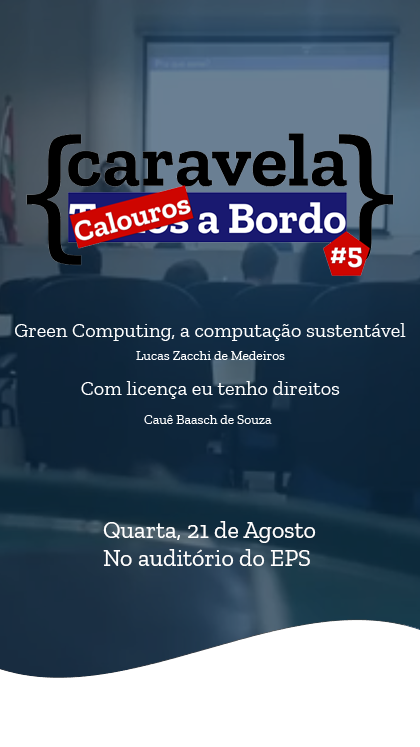 {caravela}
Calouros a Bordo
#5
Green Computing, a computação sustentável
Lucas Zacchi de Medeiros
Com licença eu tenho direitos
Cauê Baasch de Souza
Quarta, 21 de Agosto
No auditório do EPS